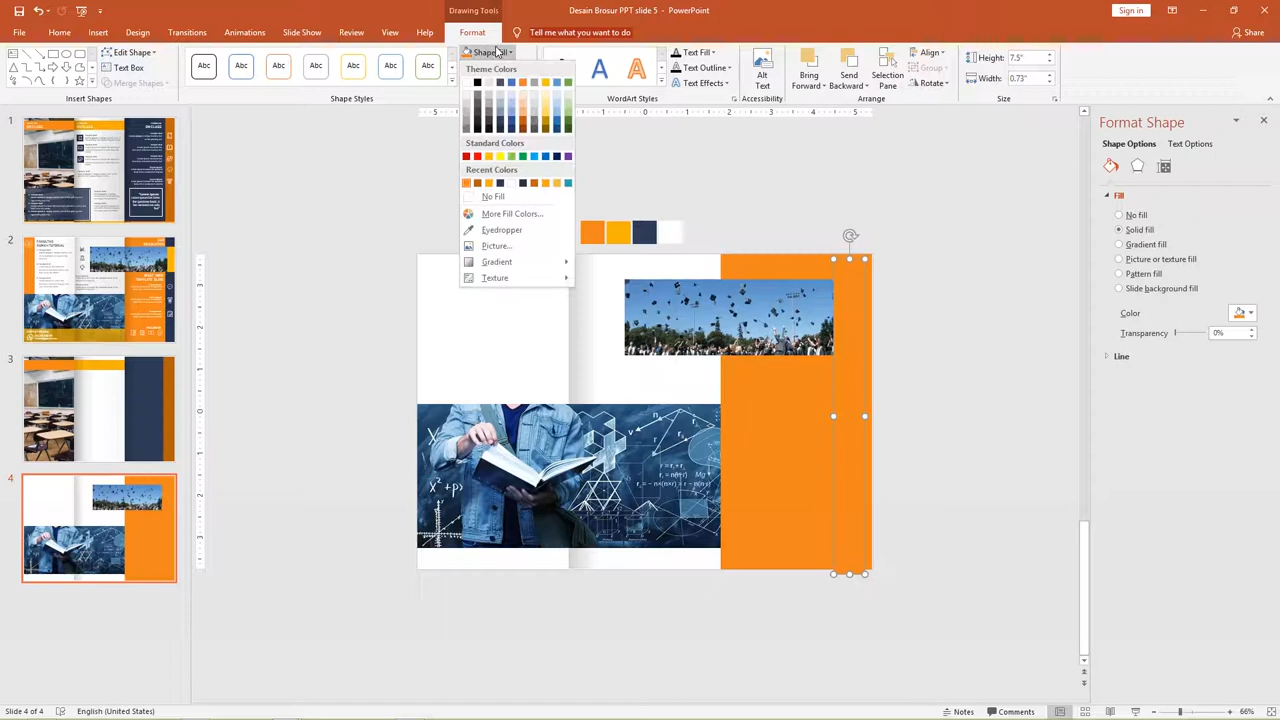 Drawing Tools
Desain Brosur PPT slide 5 - PowerPoint
Sign in
File
Home
Insert
Design
Transitions
Animations
Slide Show
Review
View
Help
Format
Tell me what you want to do
Share
Edit Shape
Text Box
Merge Shapes
Insert Shapes
Abc
Abc
Abc
Abc
Abc
Abc
Abc
Shape Styles
A
A
Text Fill
Text Outline
Text Effects
WordArt Styles
Alt
Text
Accessibility
Bring
Forward
Send
Backward
Selection
Pane
Align
Group
Rotate
Arrange
Height:
7.5"
Width:
0.73"
Size
Theme Colors
Standard Colors
Recent Colors
No Fill
More Fill Colors...
Eyedropper
Picture...
Gradient
Texture
Format Sha
Shape Options
ext Options
Fill
No fill
Solid fill
Gradient fill
Picture or texture fill
Pattern fill
Slide background fill
Color
Transparency
0%
Line
1
2
3
Slide 4 of 4
English (United States)
Notes
Comments
66%